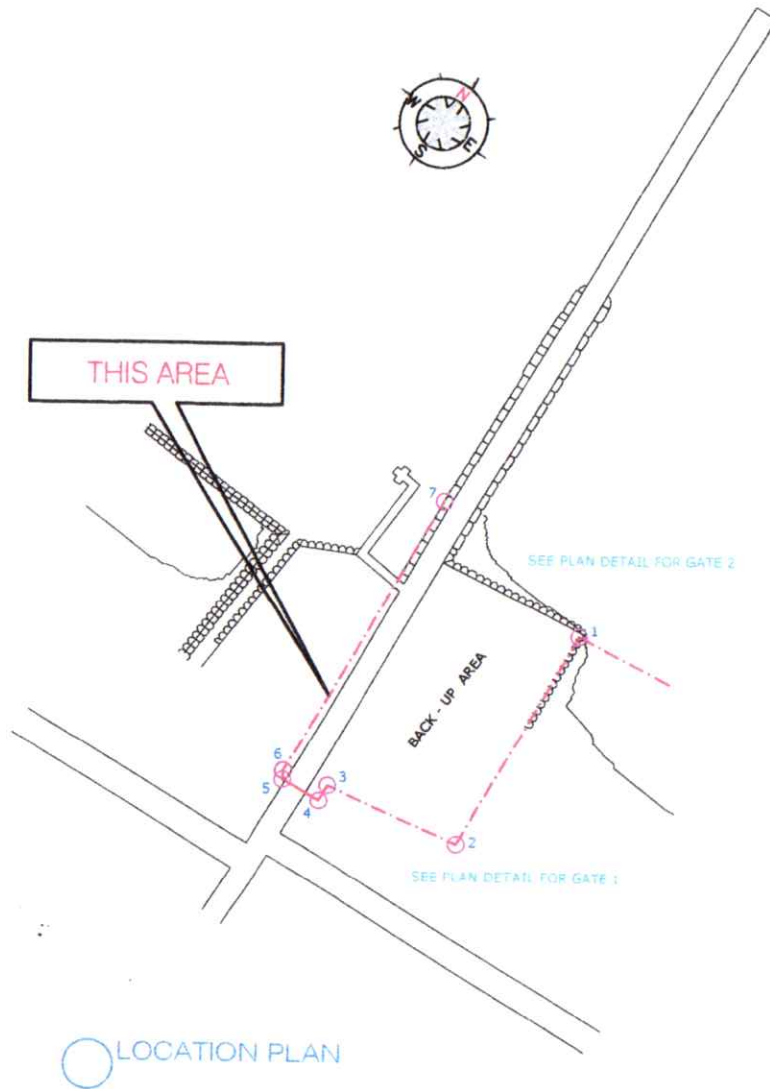 N
W
E
S
THIS AREA
7
SEE PLAN DETAIL FOR GATE 2
1
BACK - UP AREA
6
5
3
4
2
SEE PLAN DETAIL FOR GATE 1
LOCATION PLAN